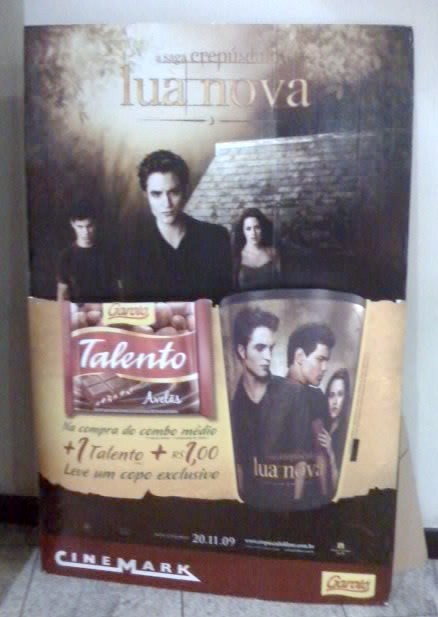 a saga crepúsculo
lua nova
Garoto
Talento
Avelãs
lua nova
Na compra do combo médio
+1 Talento + R$1,00
Leve um copo exclusivo
20.11.09
CINEMARK
Garoto